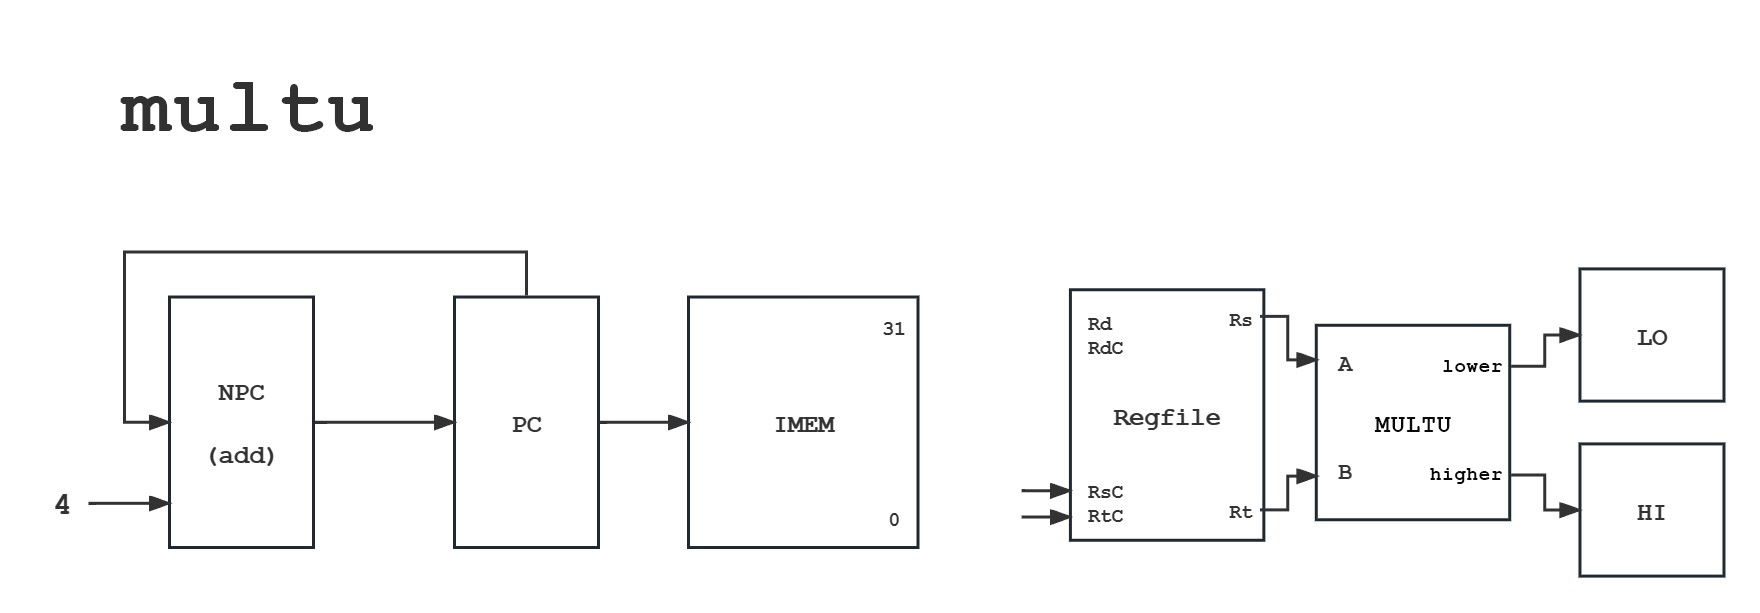 multu
NPC
(add)
4
PC
IMEM
31
0
Rd
RdC
Rs
Regfile
RsC
RtC
Rt
A
B
MULTU
lower
higher
LO
HI